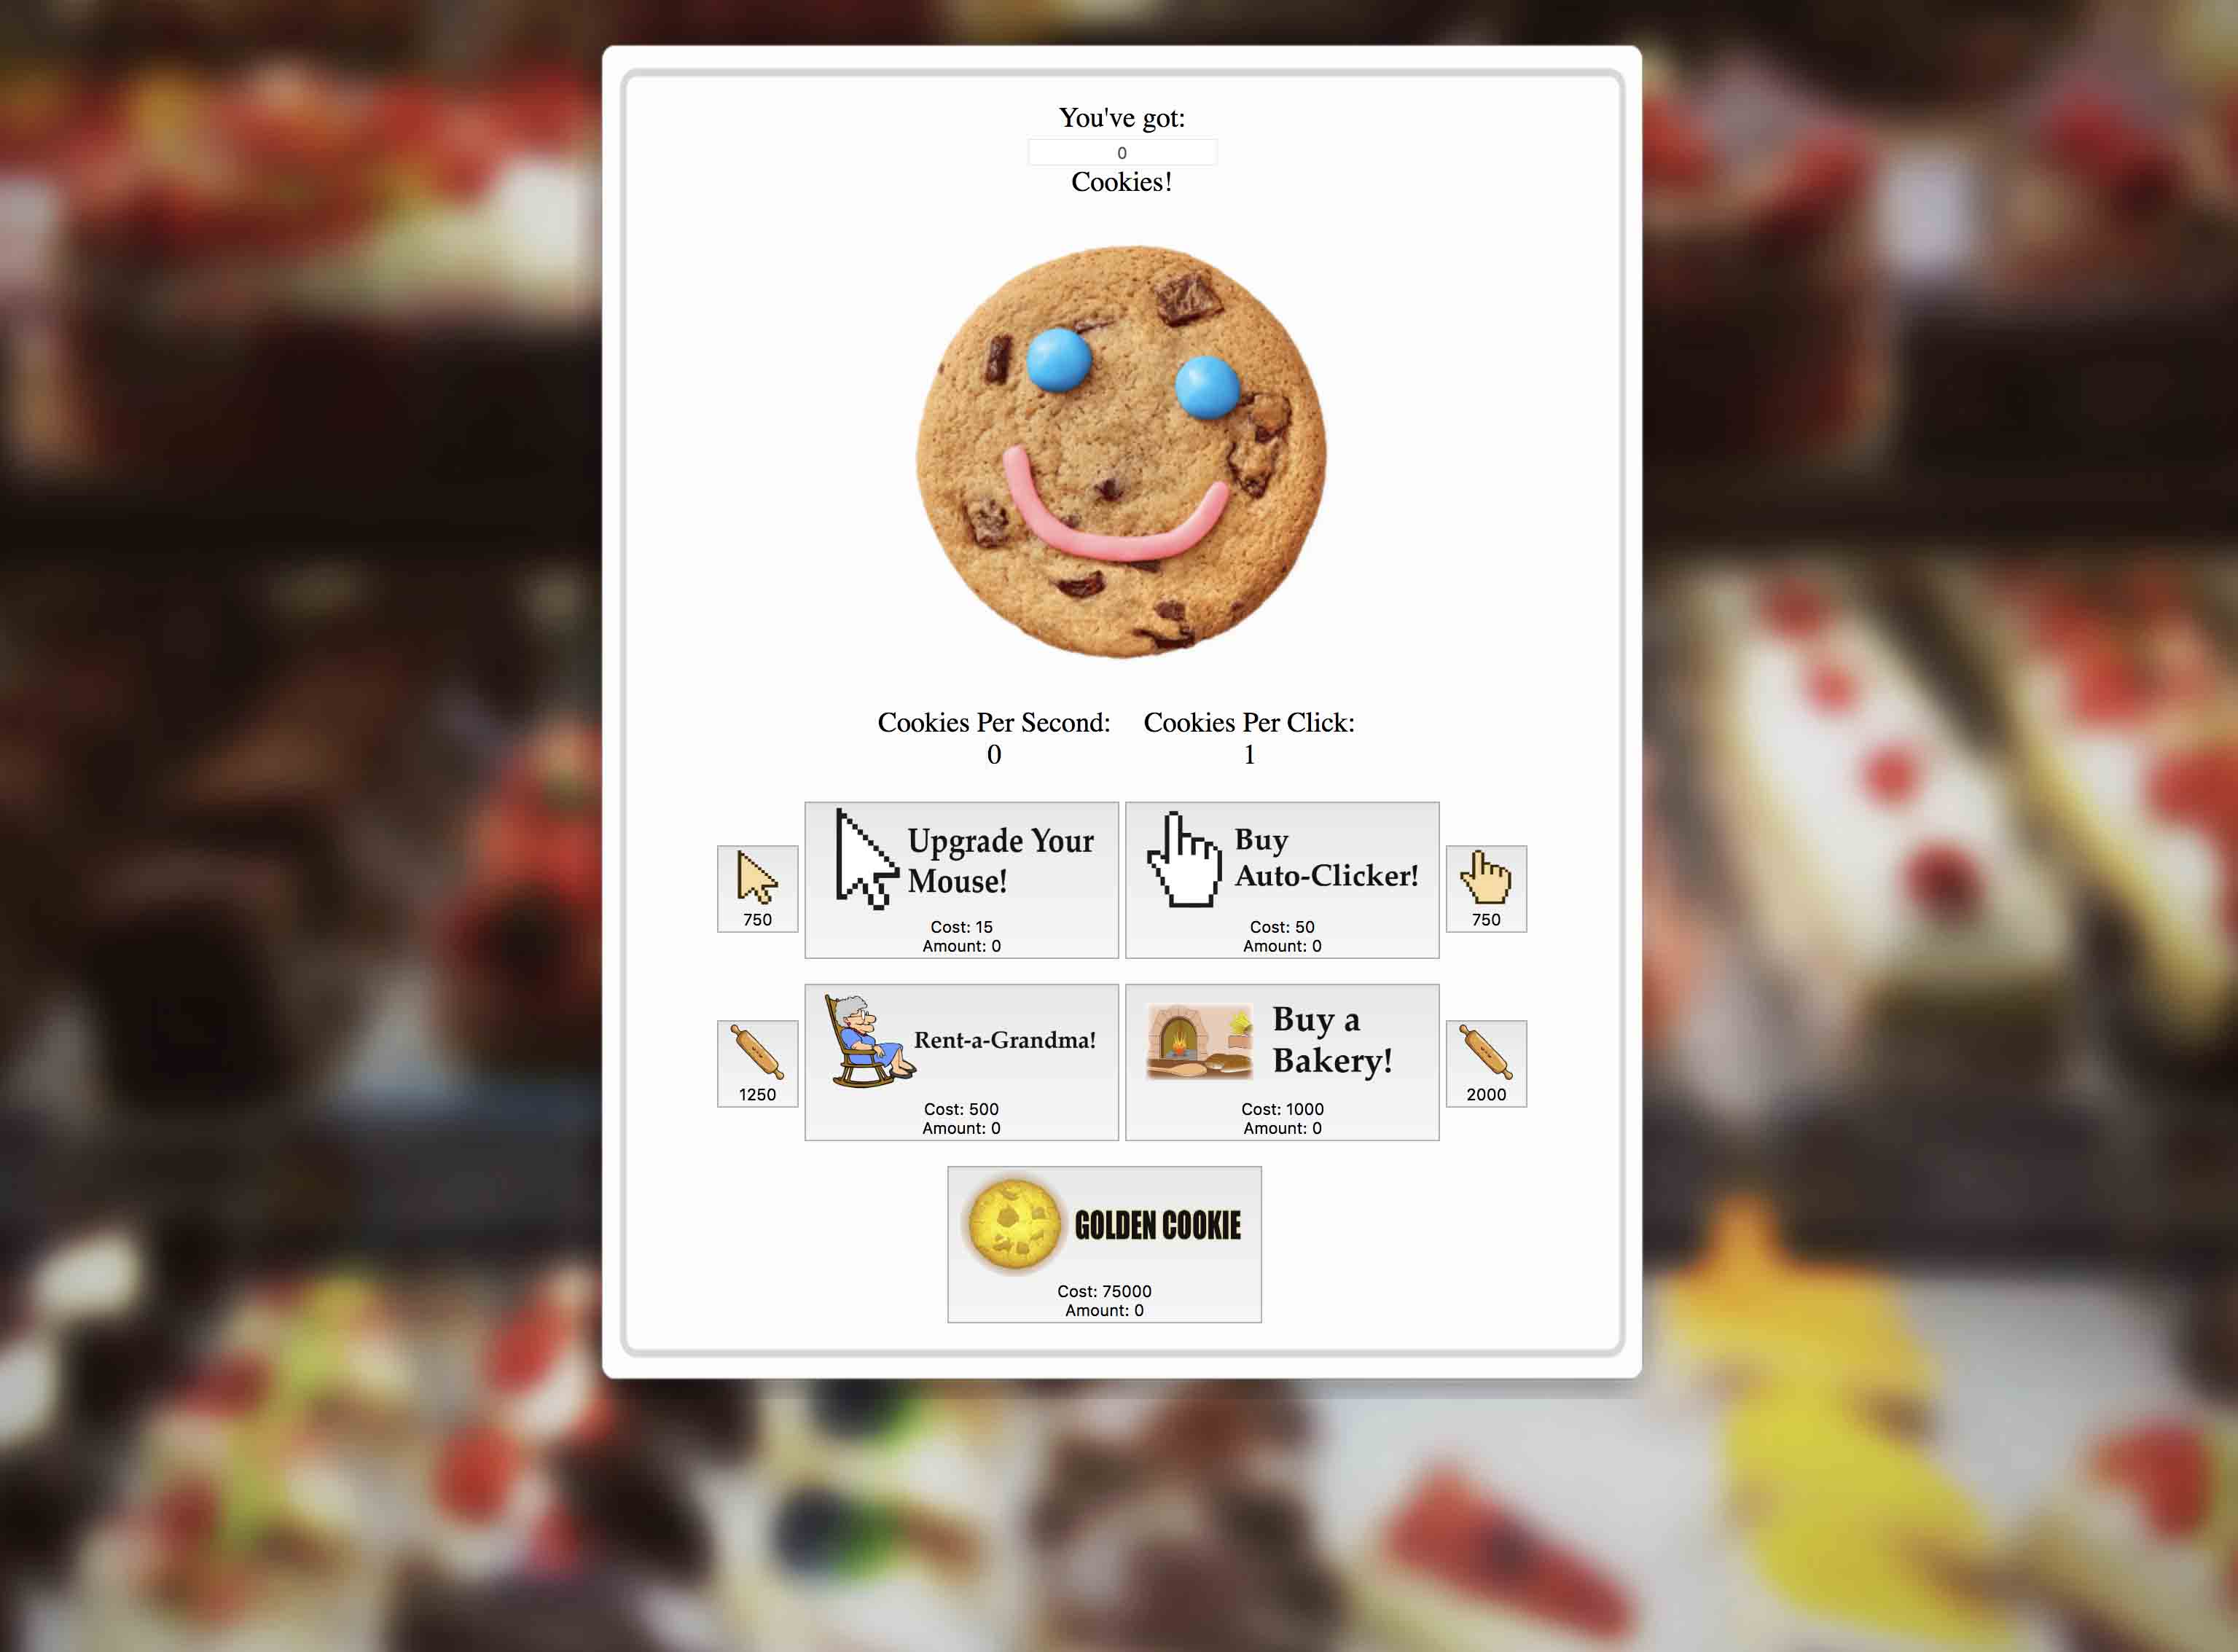 You've got:
0
Cookies!
Cookies Per Second:
0
Cookies Per Click:
1
750
Upgrade Your
Mouse!
Cost: 15
Amount: 0
Buy
Auto-Clicker!
Cost: 50
Amount: 0
750
1250
Rent-a-Grandma!
Cost: 500
Amount: 0
Buy a
Bakery!
Cost: 1000
Amount: 0
2000
GOLDEN COOKIE
Cost: 75000
Amount: 0